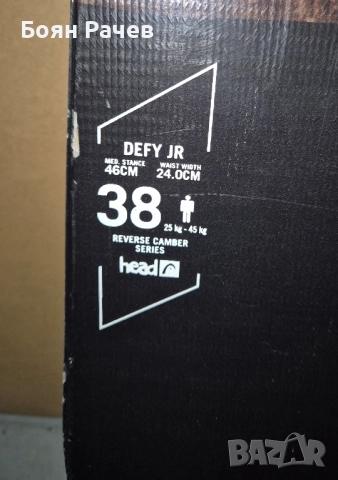 Боян Рачев
DEFY JR
MED. STANCE WAIST WIDTH
46CM 24.0CM
38
25 kg - 45 kg
REVERSE CAMBER
SERIES
head
BAZAR